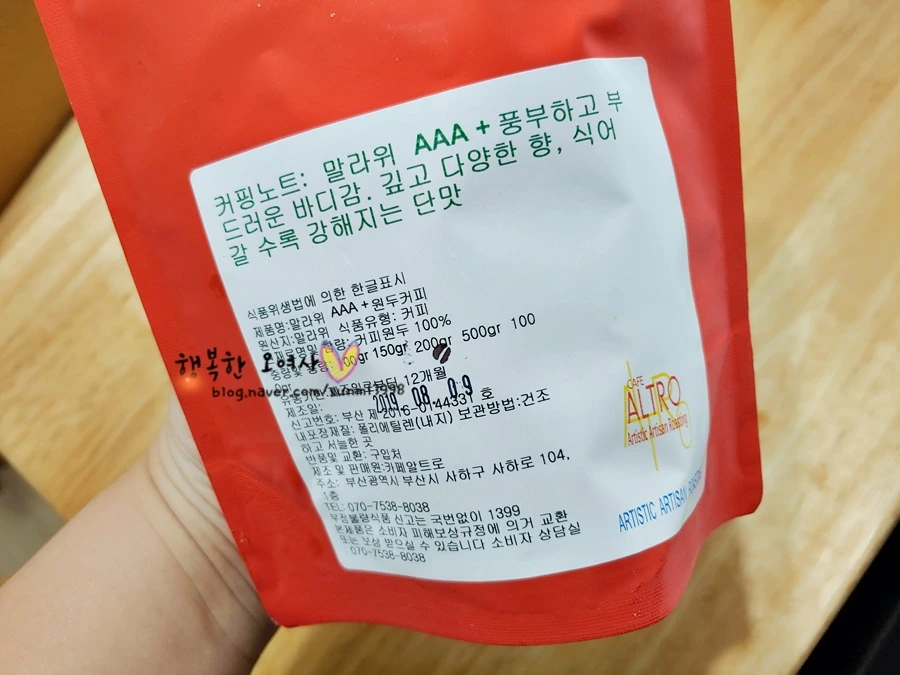 커핑노트: 말라위 AAA + 풍부하고 부
드러운 바디감. 깊고 다양한 향, 식어
갈 수록 강해지는 단맛
식품위생법에 의한 한글표시
제품명:말라위 AAA + 원두커피
원산지:말라위 식품유형: 커피
커피원두 100%
150gr 200gr 500gr 100
12개월
제조일: 2019. 08. 09
신고번호: 부산 제 2016-0144331 호
내포장재질: 폴리에틸렌(내지) 보관방법:건조
하고 서늘한 곳
반품및 교환: 구입처
제조 및 판매원:카페알트로
주소: 부산광역시 부산시 사하구 사하로 104,
1층
TEL: 070-7538-8038
부정불량식품 신고는 국번없이 1399
본제품은 소비자 피해보상규정에 의거 교환
또는 보상 받으실 수 있습니다 소비자 상담실
070-7538-8038
CAFE
ALTRO
Artistic Artisan Roastery
ARTISTIC ARTISAN
행복한 오여사